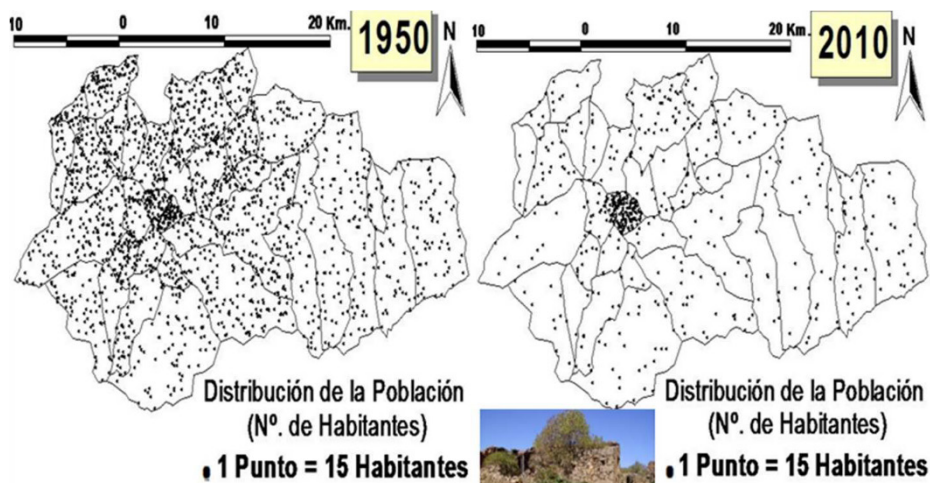 10 0 10 20 Km.
1950
N
Distribución de la Población
(Nº. de Habitantes)
1 Punto = 15 Habitantes
10 0 10 20 Km.
2010
N
Distribución de la Población
(Nº. de Habitantes)
1 Punto = 15 Habitantes